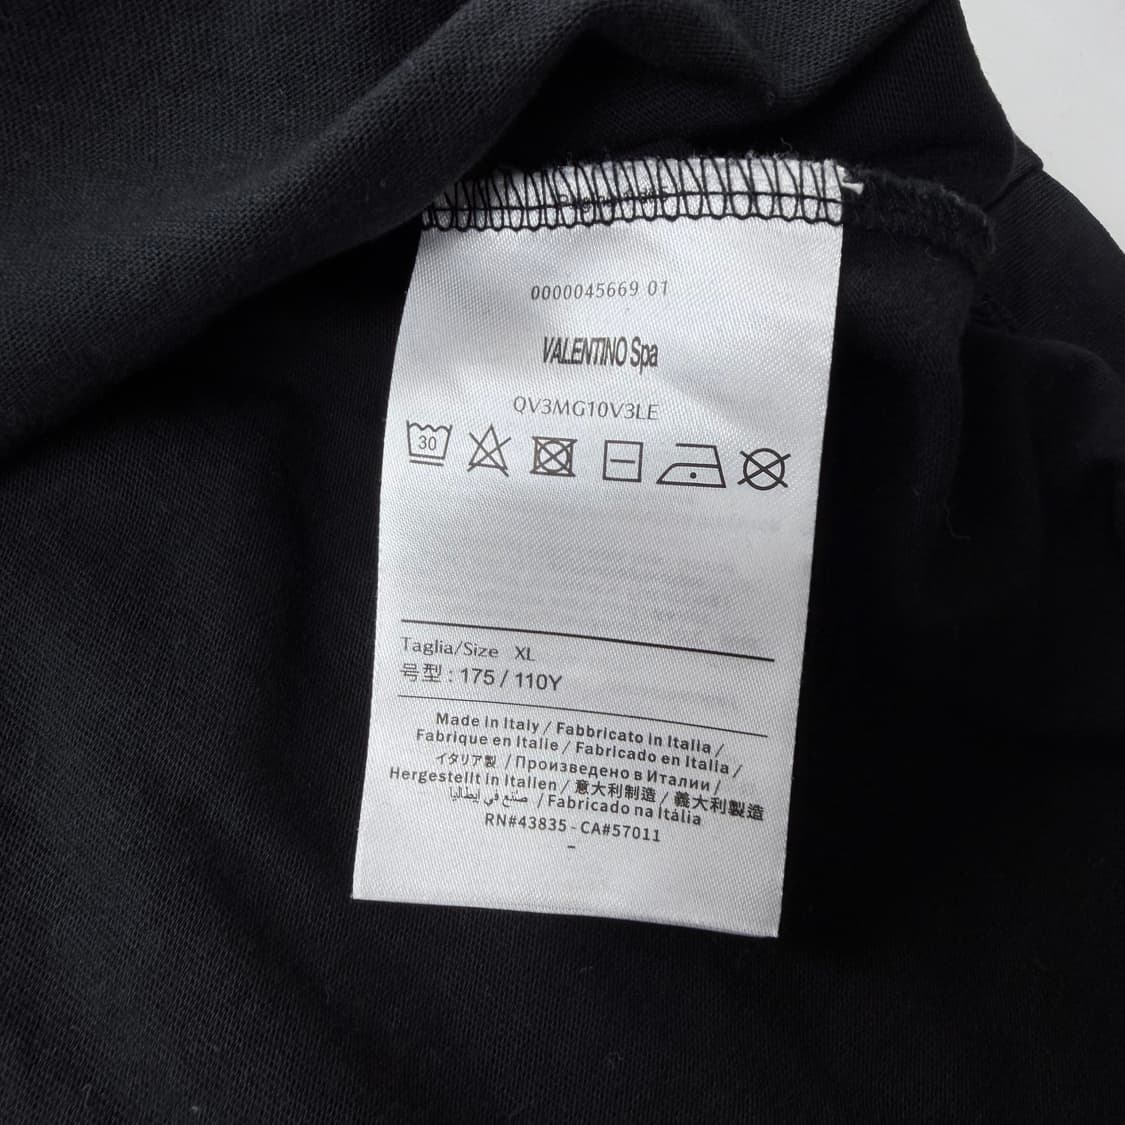 0000045669 01
VALENTINO Spa
QV3MG10V3LE
30
Taglia/Size XL
号型 : 175 / 110Y
Made in Italy / Fabbricato in Italia /
Fabrique en Italie / Fabricado en Italia /
イタリア製 / Произведено в Италии /
Hergestellt in Italien / 意大利制造 / 義大利製造
صنع في إيطاليا / Fabricado na Itália
RN#43835 - CA#57011
-